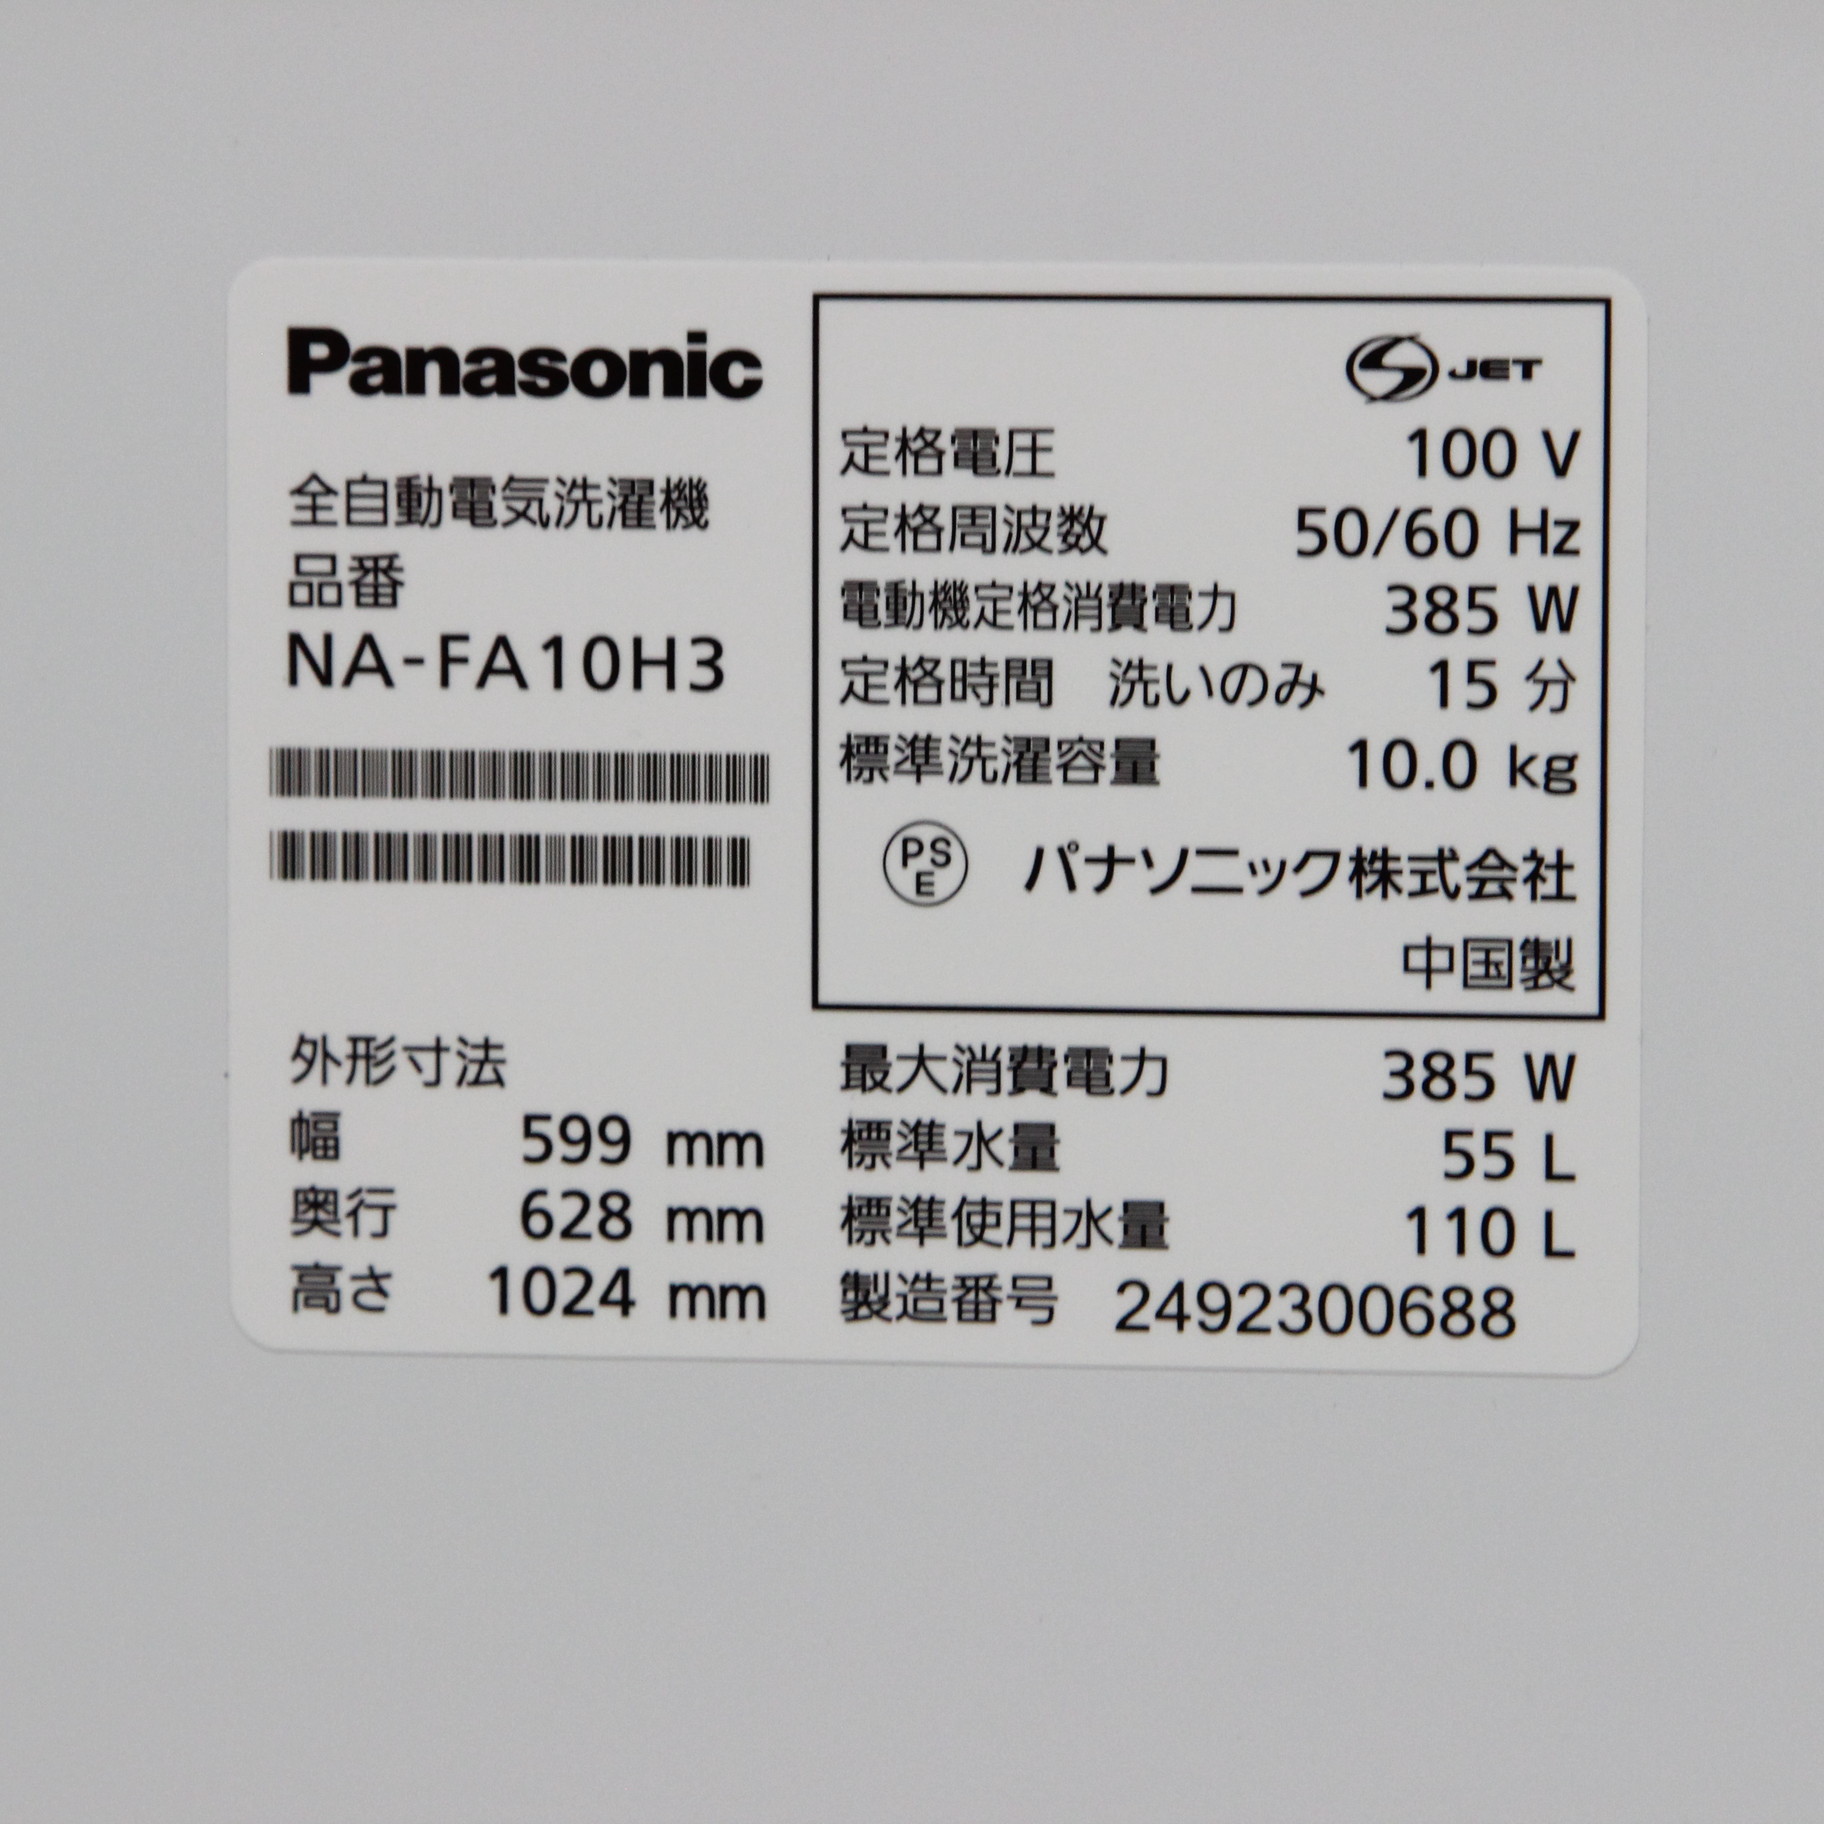 Panasonic
全自動電気洗濯機
品番
NA-FA10H3
JET
定格電圧 100 V
定格周波数 50/60 Hz
電動機定格消費電力 385 W
定格時間 洗いのみ 15 分
標準洗濯容量 10.0 kg
PS E パナソニック株式会社
中国製
外形寸法
幅 599 mm
奥行 628 mm
高さ 1024 mm
最大消費電力 385 W
標準水量 55 L
標準使用水量 110 L
製造番号 2492300688